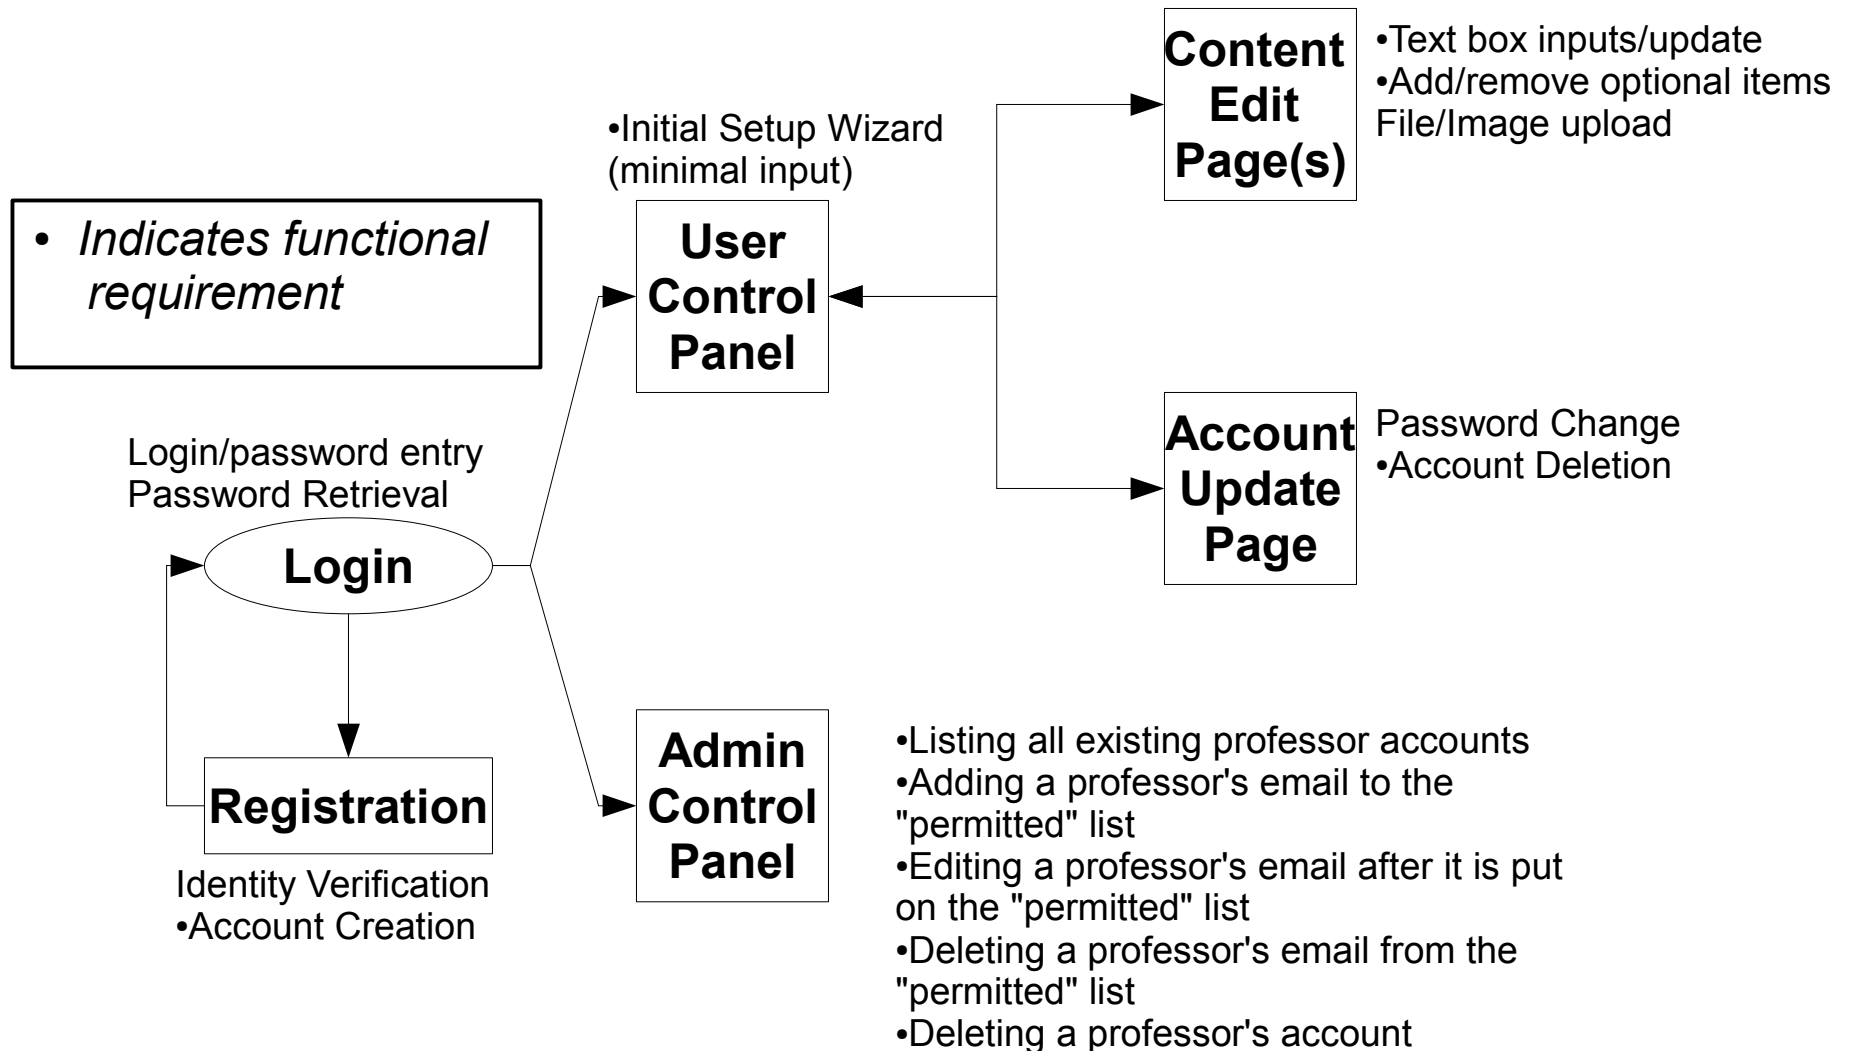 Content
Edit
Page(s)
•Text box inputs/update
•Add/remove optional items
File/Image upload
•Initial Setup Wizard
(minimal input)
• Indicates functional
requirement
User
Control
Panel
Account
Update
Page
Password Change
•Account Deletion
Login/password entry
Password Retrieval
Login
Registration
Identity Verification
•Account Creation
Admin
Control
Panel
•Listing all existing professor accounts
•Adding a professor's email to the
"permitted" list
•Editing a professor's email after it is put
on the "permitted" list
•Deleting a professor's email from the
"permitted" list
•Deleting a professor's account